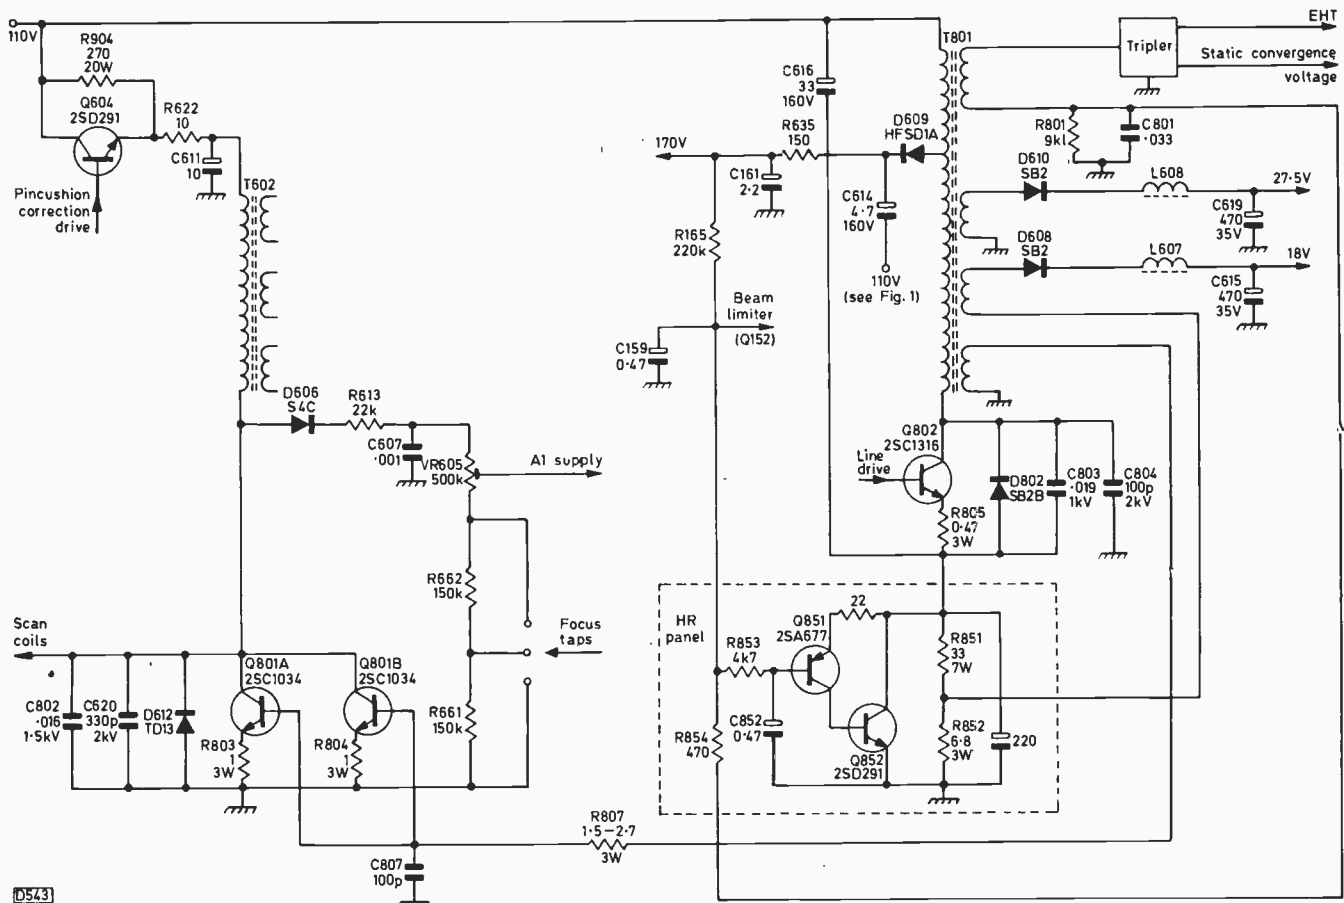 110V
R904
270
20W
Q604
2SD291
R622
10
C611
10
Pincushion
correction
drive
T602
D606
S4C
R613
22k
C607
·001
VR605
500k
A1 supply
R662
150k
R661
150k
Focus
taps
Scan
coils
C802
·016
1·5kV
C620
330p
2kV
D612
TD13
Q801A
2SC1034
Q801B
2SC1034
R803
1
3W
R804
1
3W
R807
1·5–2·7
3W
C807
100p
D543
C616
33
160V
170V
R635
150
D609
HFSD1A
C161
2·2
C614
4·7
160V
110V
(see Fig. 1)
R165
220k
Beam
limiter
(Q152)
C159
0·47
T801
Tripler
EHT
Static convergence
voltage
R801
9k1
C801
·033
D610
SB2
L608
27·5V
C619
470
35V
D608
SB2
L607
18V
C615
470
35V
Q802
2SC1316
Line
drive
R805
0·47
3W
D802
SB2B
C803
·019
1kV
C804
100p
2kV
HR
panel
22
Q851
2SA677
R853
4k7
C852
0·47
R854
470
Q852
2SD291
R851
33
7W
R852
6·8
3W
220